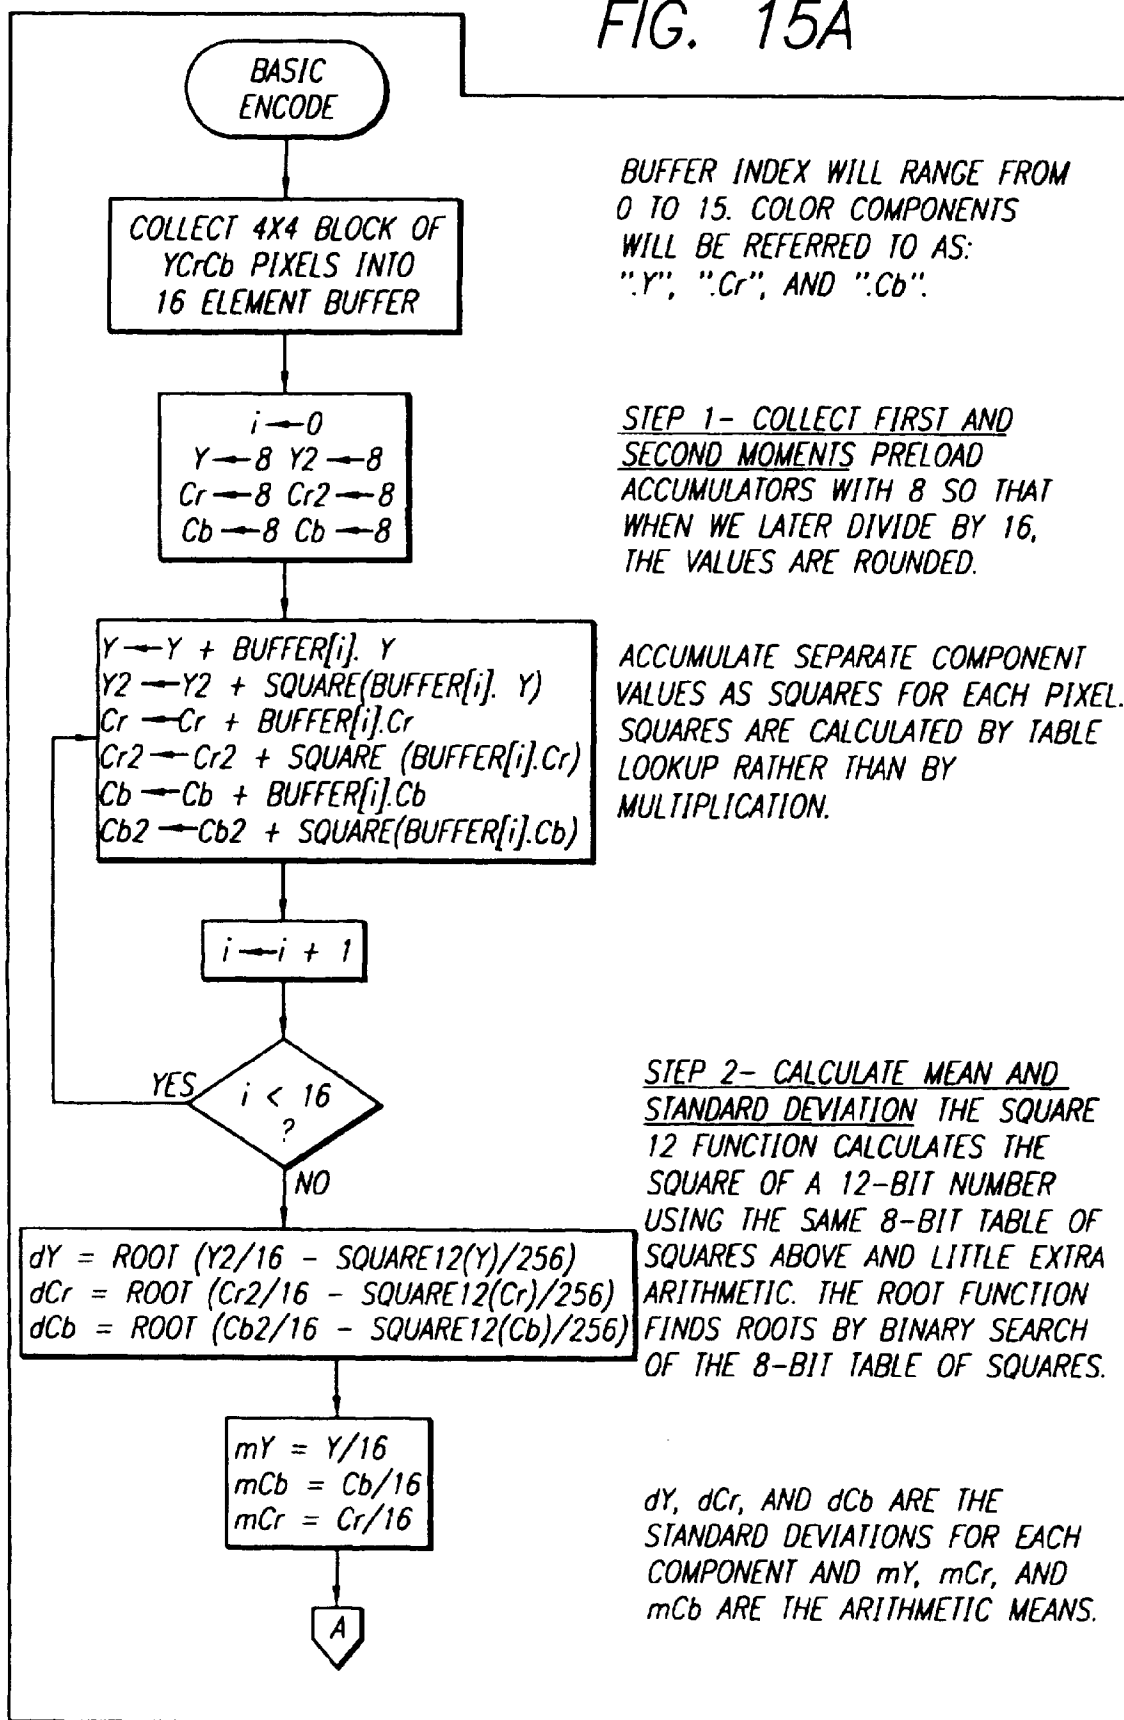 FIG. 15A
BASIC
ENCODE
COLLECT 4X4 BLOCK OF
YCrCb PIXELS INTO
16 ELEMENT BUFFER
BUFFER INDEX WILL RANGE FROM
0 TO 15. COLOR COMPONENTS
WILL BE REFERRED TO AS:
".Y", ".Cr", AND ".Cb".
i←0
Y←8 Y2←8
Cr←8 Cr2←8
Cb←8 Cb←8
STEP 1- COLLECT FIRST AND
SECOND MOMENTS PRELOAD
ACCUMULATORS WITH 8 SO THAT
WHEN WE LATER DIVIDE BY 16,
THE VALUES ARE ROUNDED.
Y←Y + BUFFER[i]. Y
Y2←Y2 + SQUARE(BUFFER[i]. Y)
Cr←Cr + BUFFER[i].Cr
Cr2←Cr2 + SQUARE (BUFFER[i].Cr)
Cb←Cb + BUFFER[i].Cb
Cb2←Cb2 + SQUARE(BUFFER[i].Cb)
ACCUMULATE SEPARATE COMPONENT
VALUES AS SQUARES FOR EACH PIXEL.
SQUARES ARE CALCULATED BY TABLE
LOOKUP RATHER THAN BY
MULTIPLICATION.
i←i + 1
YES
i < 16
?
NO
STEP 2- CALCULATE MEAN AND
STANDARD DEVIATION THE SQUARE
12 FUNCTION CALCULATES THE
SQUARE OF A 12-BIT NUMBER
USING THE SAME 8-BIT TABLE OF
SQUARES ABOVE AND LITTLE EXTRA
ARITHMETIC. THE ROOT FUNCTION
FINDS ROOTS BY BINARY SEARCH
OF THE 8-BIT TABLE OF SQUARES.
dY = ROOT (Y2/16 - SQUARE12(Y)/256)
dCr = ROOT (Cr2/16 - SQUARE12(Cr)/256)
dCb = ROOT (Cb2/16 - SQUARE12(Cb)/256)
mY = Y/16
mCb = Cb/16
mCr = Cr/16
dY, dCr, AND dCb ARE THE
STANDARD DEVIATIONS FOR EACH
COMPONENT AND mY, mCr, AND
mCb ARE THE ARITHMETIC MEANS.
A